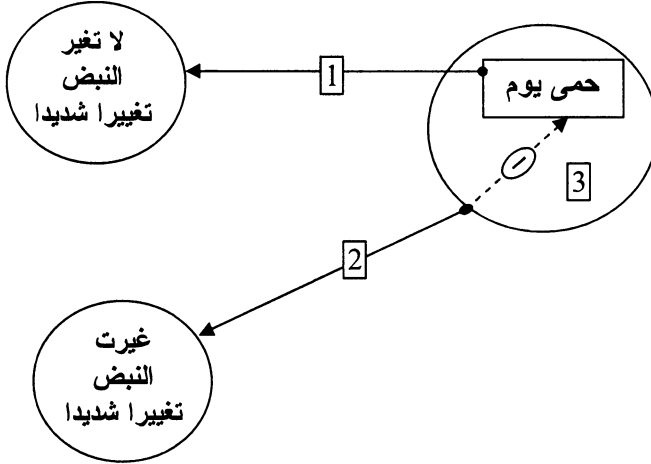 حمى يوم
3
1
لا تغير
النبض
تغييرا شديدا
2
غيرت
النبض
تغييرا شديدا